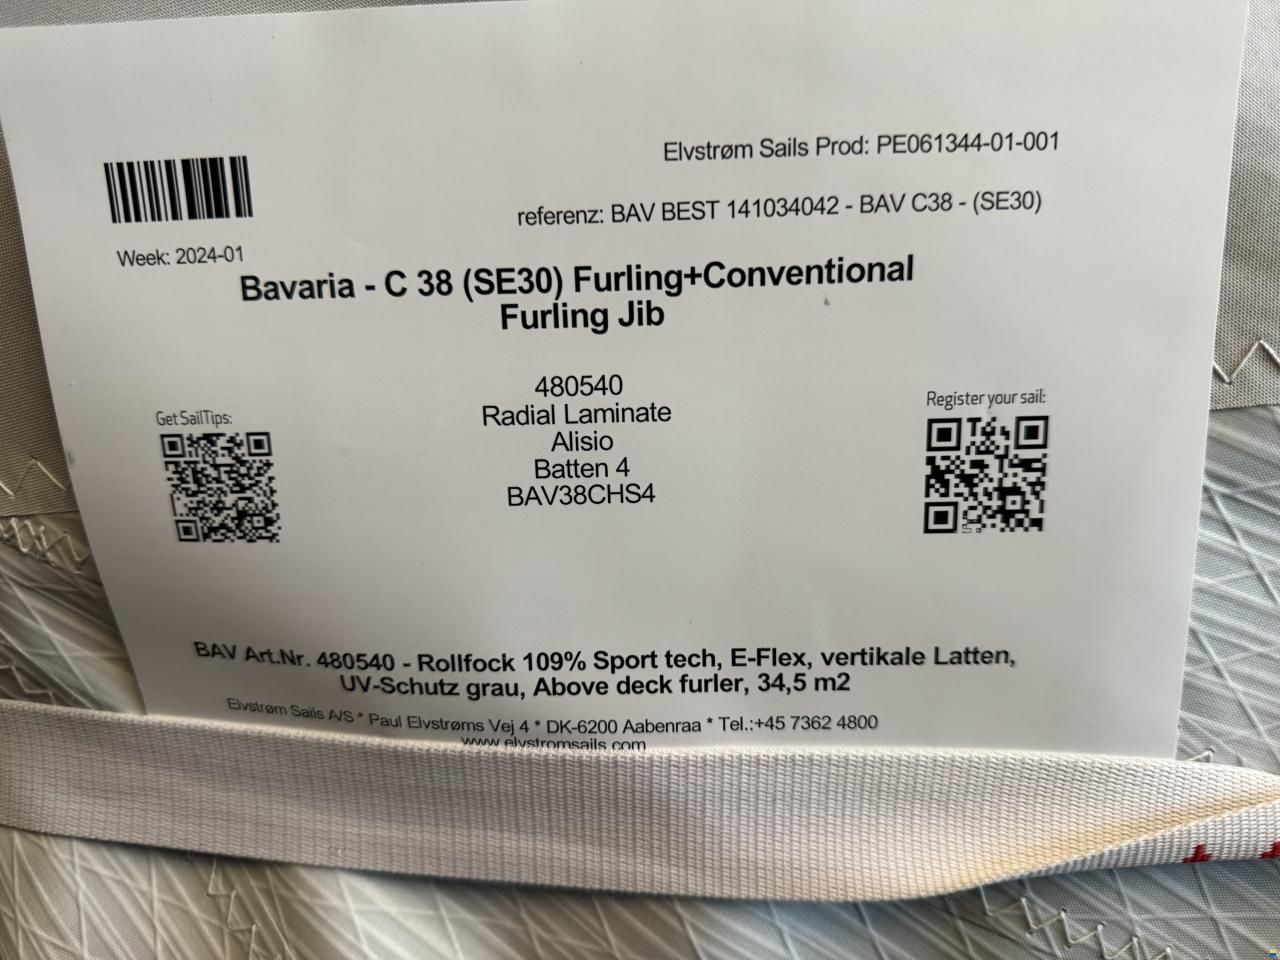 Elvstrøm Sails Prod: PE061344-01-001
referenz: BAV BEST 141034042 - BAV C38 - (SE30)
Week: 2024-01
Bavaria - C 38 (SE30) Furling+Conventional
Furling Jib
480540
Radial Laminate
Alisio
Batten 4
BAV38CHS4
Get SailTips:
Register your sail:
BAV Art.Nr. 480540 - Rollfock 109% Sport tech, E-Flex, vertikale Latten,
UV-Schutz grau, Above deck furler, 34,5 m2
Elvstrøm Sails A/S * Paul Elvstrøms Vej 4 * DK-6200 Aabenraa * Tel.:+45 7362 4800
www.elvstromsails.com